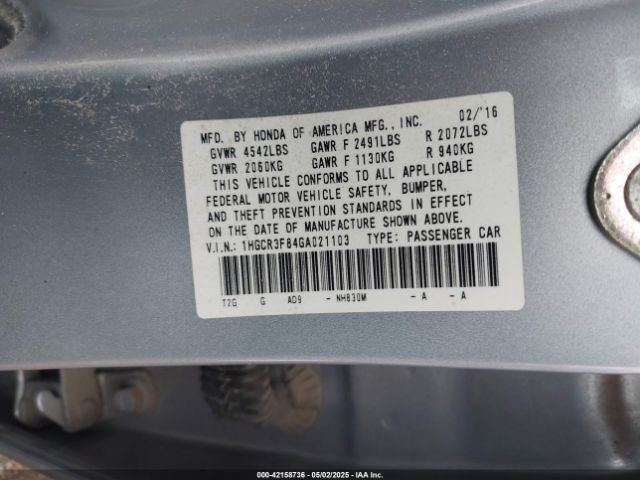 02/'16
MFD. BY HONDA OF AMERICA MFG., INC.
GVWR 4542LBS GAWR F 2491LBS R 2072LBS
GVWR 2060KG GAWR F 1130KG R 940KG
THIS VEHICLE CONFORMS TO ALL APPLICABLE
FEDERAL MOTOR VEHICLE SAFETY, BUMPER,
AND THEFT PREVENTION STANDARDS IN EFFECT
ON THE DATE OF MANUFACTURE SHOWN ABOVE.
V.I.N.: 1HGCR3F84GA021103 TYPE: PASSENGER CAR
T2G G AD9 - NH830M - A - A
000-42158736 - 05/02/2025 - IAA Inc.